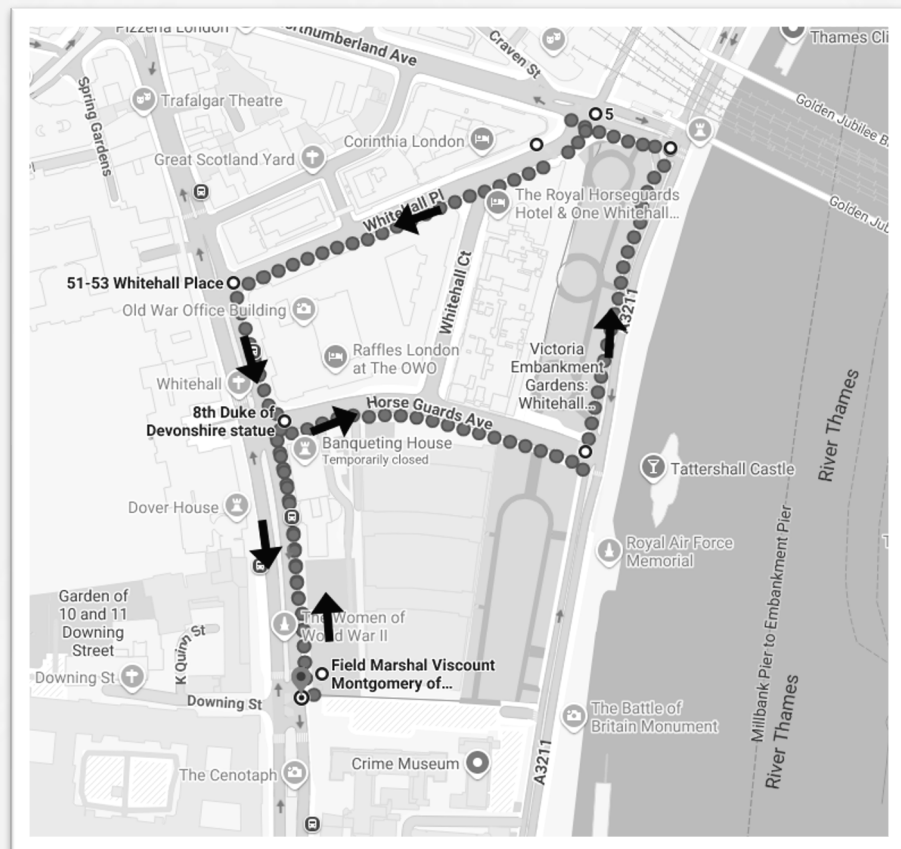 Pizzeria London
orthumberland Ave
Craven St
Thames Cli
Spring Gardens
Trafalgar Theatre
Golden Jubilee B
Corinthia London
5
Great Scotland Yard
The Royal Horseguards
Hotel & One Whitehall...
Golden Jub
Whitehall Pl
51-53 Whitehall Place
Old War Office Building
Whitehall Ct
A3211
Raffles London
at The OWO
Victoria
Embankment
Gardens:
Whitehall...
Whitehall
8th Duke of
Devonshire statue
Horse Guards Ave
River Thames
Banqueting House
Temporarily closed
Tattershall Castle
Dover House
Royal Air Force
Memorial
Millbank Pier to Embankment Pier
Garden of
10 and 11
Downing
Street
The Women of
World War II
K Quinn St
Field Marshal Viscount
Montgomery of...
Downing St
Downing St
The Battle of
Britain Monument
River Thames
The Cenotaph
Crime Museum
A3211